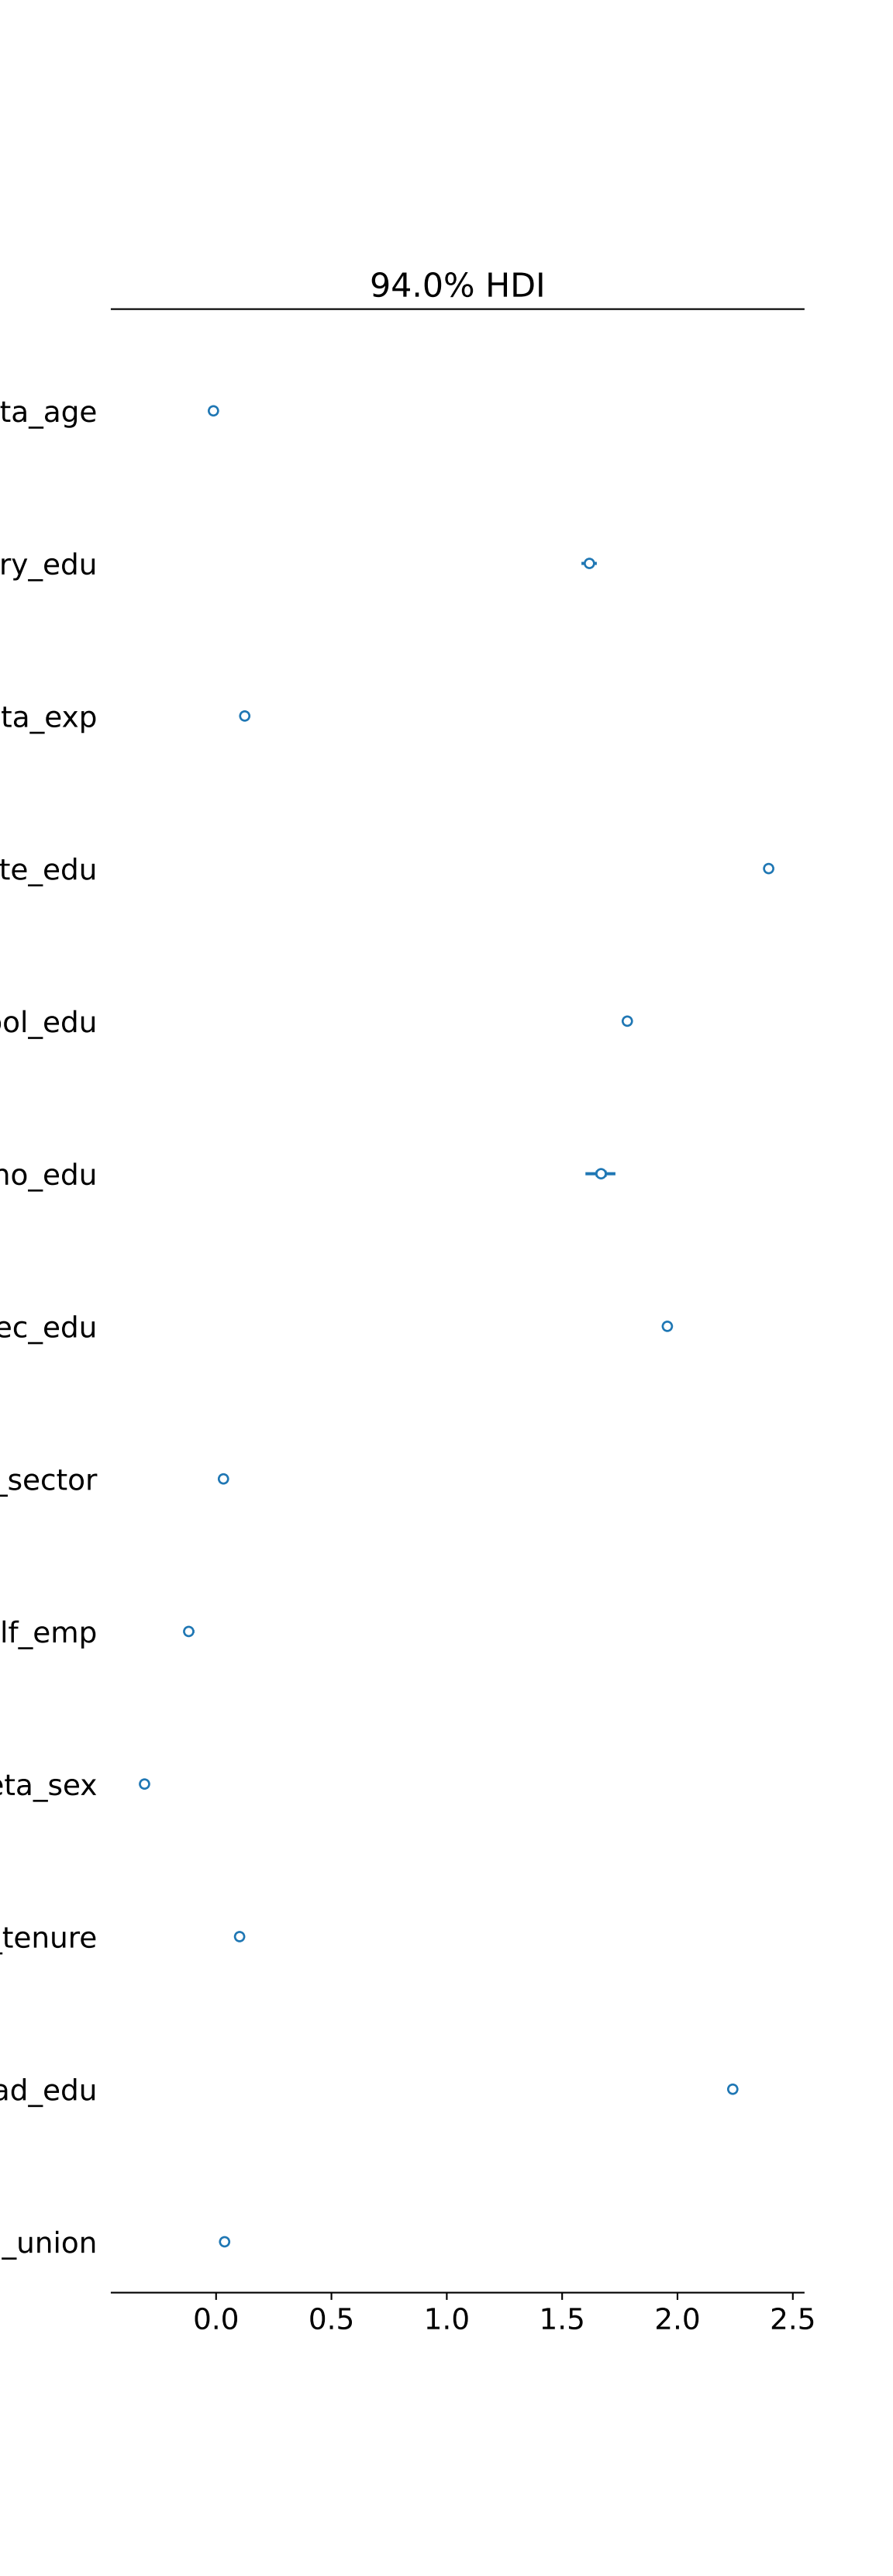 94.0% HDI
ta_age
ry_edu
ta_exp
te_edu
ol_edu
no_edu
ec_edu
_sector
lf_emp
eta_sex
_tenure
ad_edu
_union
0.0 0.5 1.0 1.5 2.0 2.5